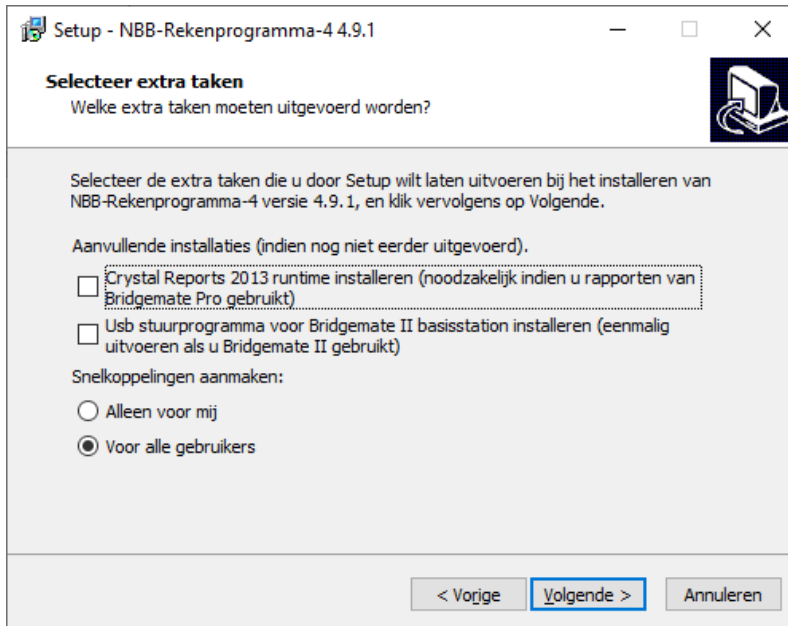 Setup - NBB-Rekenprogramma-4 4.9.1
Selecteer extra taken
Welke extra taken moeten uitgevoerd worden?
Selecteer de extra taken die u door Setup wilt laten uitvoeren bij het installeren van
NBB-Rekenprogramma-4 versie 4.9.1, en klik vervolgens op Volgende.
Aanvullende installaties (indien nog niet eerder uitgevoerd).
Crystal Reports 2013 runtime installeren (noodzakelijk indien u rapporten van
Bridgemate Pro gebruikt)
Usb stuurprogramma voor Bridgemate II basisstation installeren (eenmalig
uitvoeren als u Bridgemate II gebruikt)
Snelkoppelingen aanmaken:
Alleen voor mij
Voor alle gebruikers
< Vorige
Volgende >
Annuleren